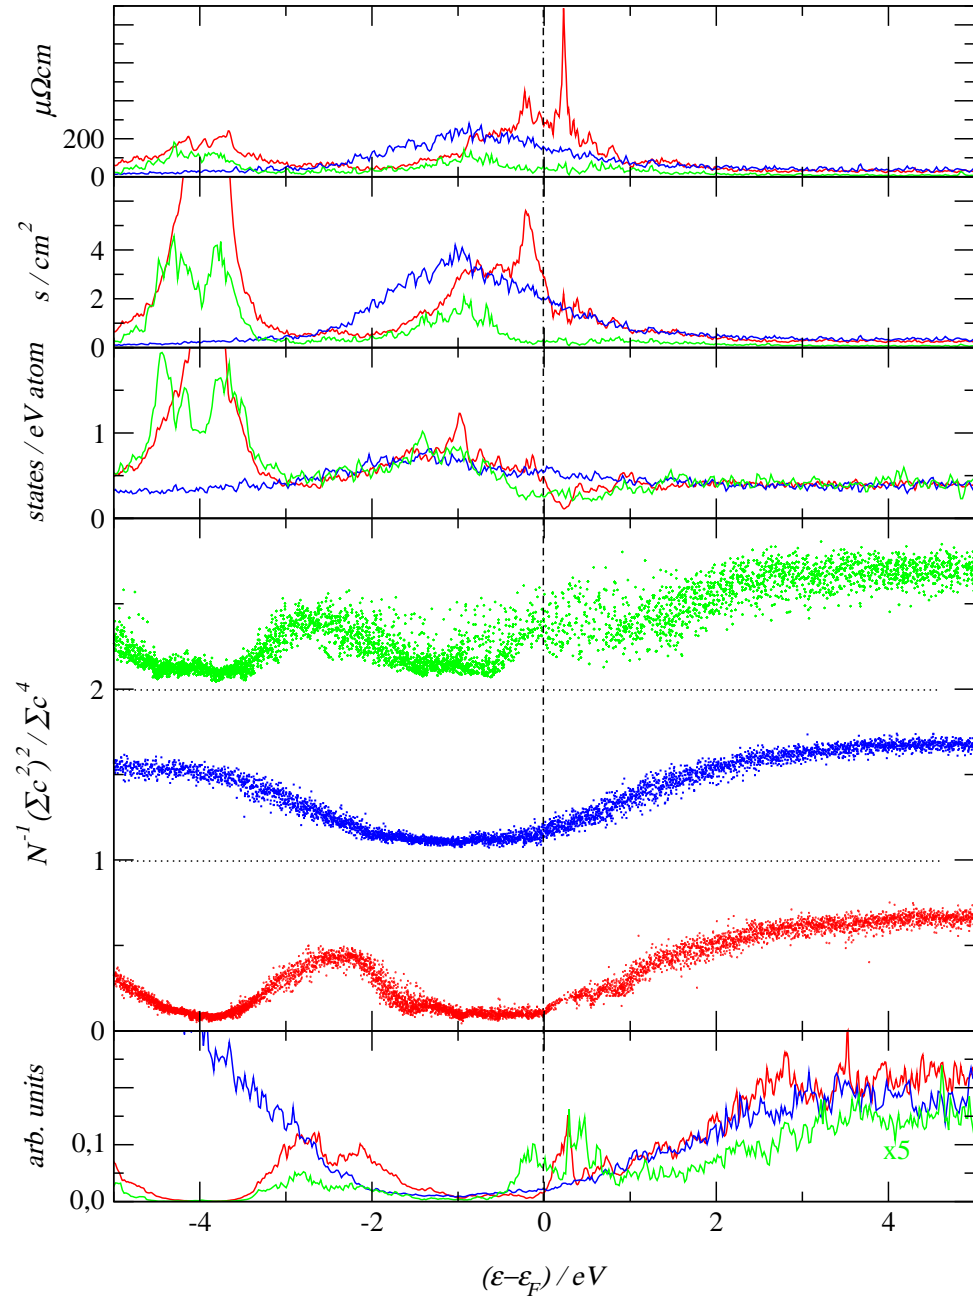 μΩcm
200
0
s / cm²
4
2
0
states / eV atom
1
0
N⁻¹ (Σc²)² / Σc⁴
2
1
0
arb. units
0,1
0,0
x5
-4 -2 0 2 4
(ε−ε_F) / eV